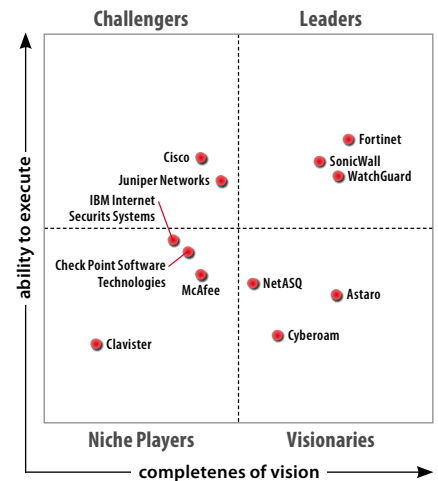 Challengers
Leaders
Fortinet
Cisco
SonicWall
Juniper Networks
WatchGuard
IBM Internet
Securits Systems
Check Point Software
Technologies
McAfee
NetASQ
Astaro
Cyberoam
Clavister
Niche Players
Visionaries
ability to execute
completenes of vision